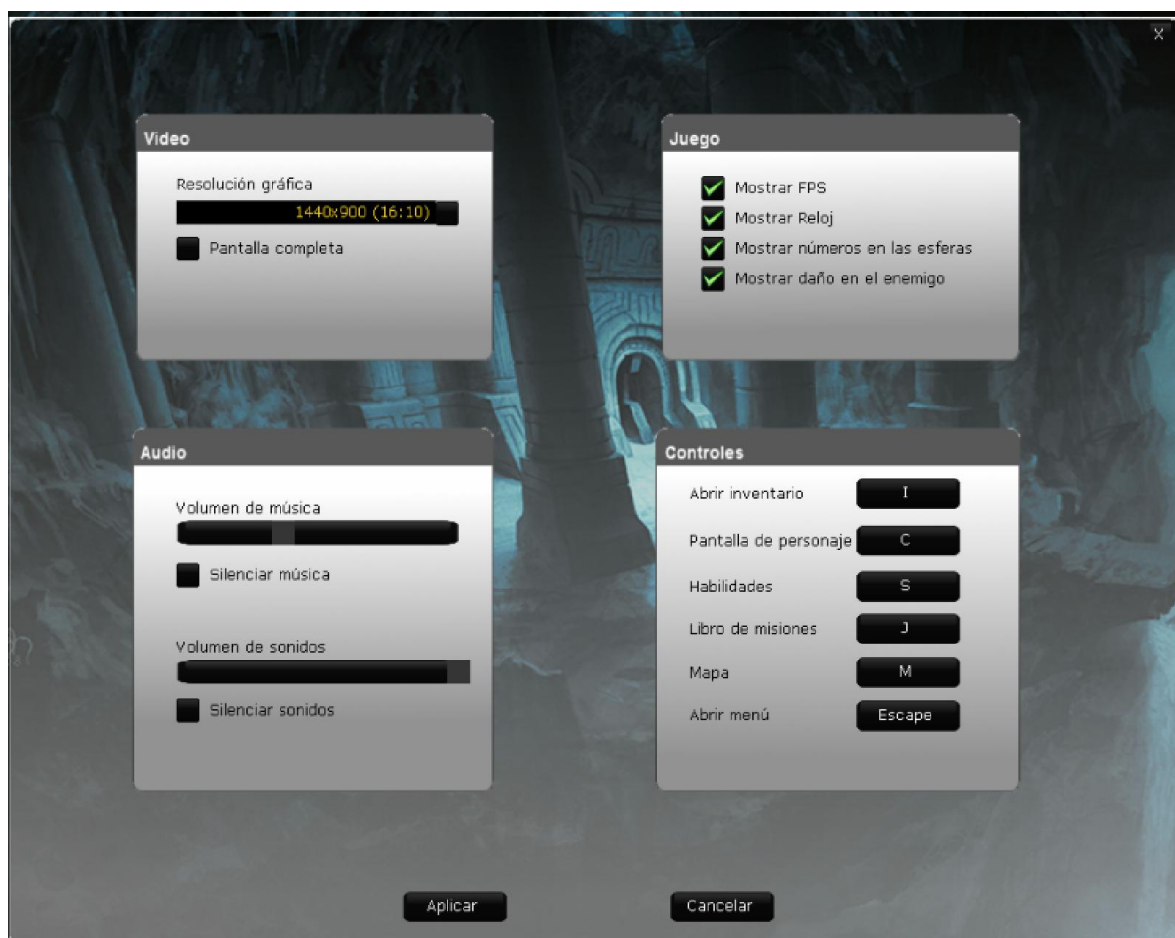 X
Video
Resolución gráfica
1440x900 (16:10)
Pantalla completa
Juego
Mostrar FPS
Mostrar Reloj
Mostrar números en las esferas
Mostrar daño en el enemigo
Audio
Volumen de música
Silenciar música
Volumen de sonidos
Silenciar sonidos
Controles
Abrir inventario I
Pantalla de personaje C
Habilidades S
Libro de misiones J
Mapa M
Abrir menú Escape
Aplicar
Cancelar